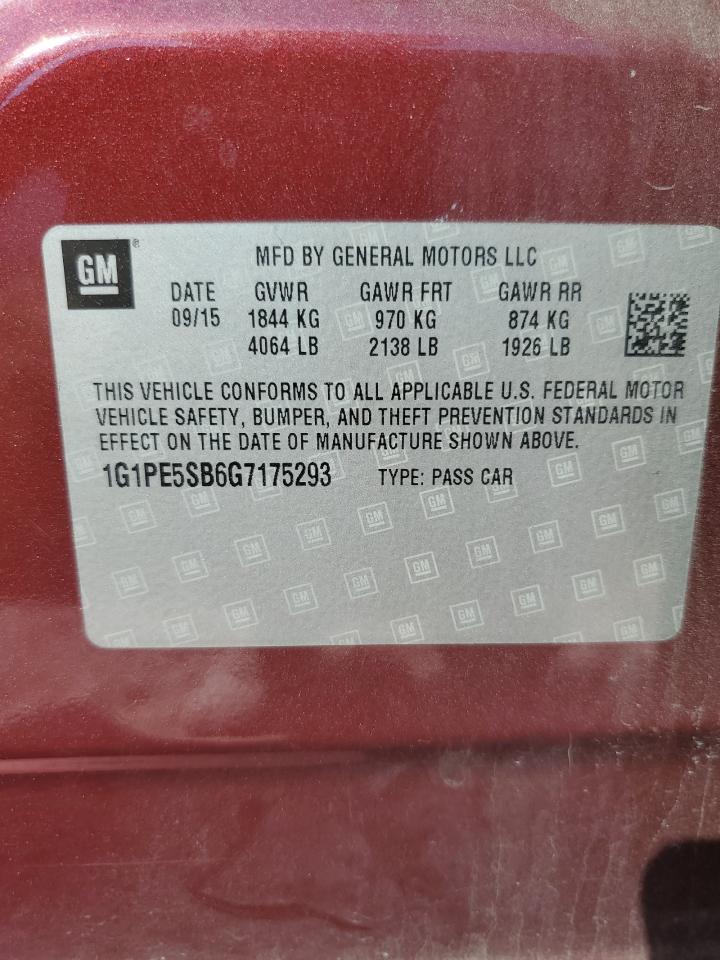 GM®
MFD BY GENERAL MOTORS LLC
DATE GVWR GAWR FRT GAWR RR
09/15 1844 KG 970 KG 874 KG
4064 LB 2138 LB 1926 LB
THIS VEHICLE CONFORMS TO ALL APPLICABLE U.S. FEDERAL MOTOR
VEHICLE SAFETY, BUMPER, AND THEFT PREVENTION STANDARDS IN
EFFECT ON THE DATE OF MANUFACTURE SHOWN ABOVE.
1G1PE5SB6G7175293 TYPE: PASS CAR